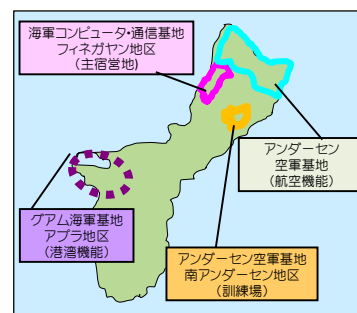 海軍コンピュータ・通信基地
フィネガヤン地区
(主宿営地)
アンダーセン
空軍基地
(航空機能)
グアム海軍基地
アプラ地区
(港湾機能)
アンダーセン空軍基地
南アンダーセン地区
(訓練場)